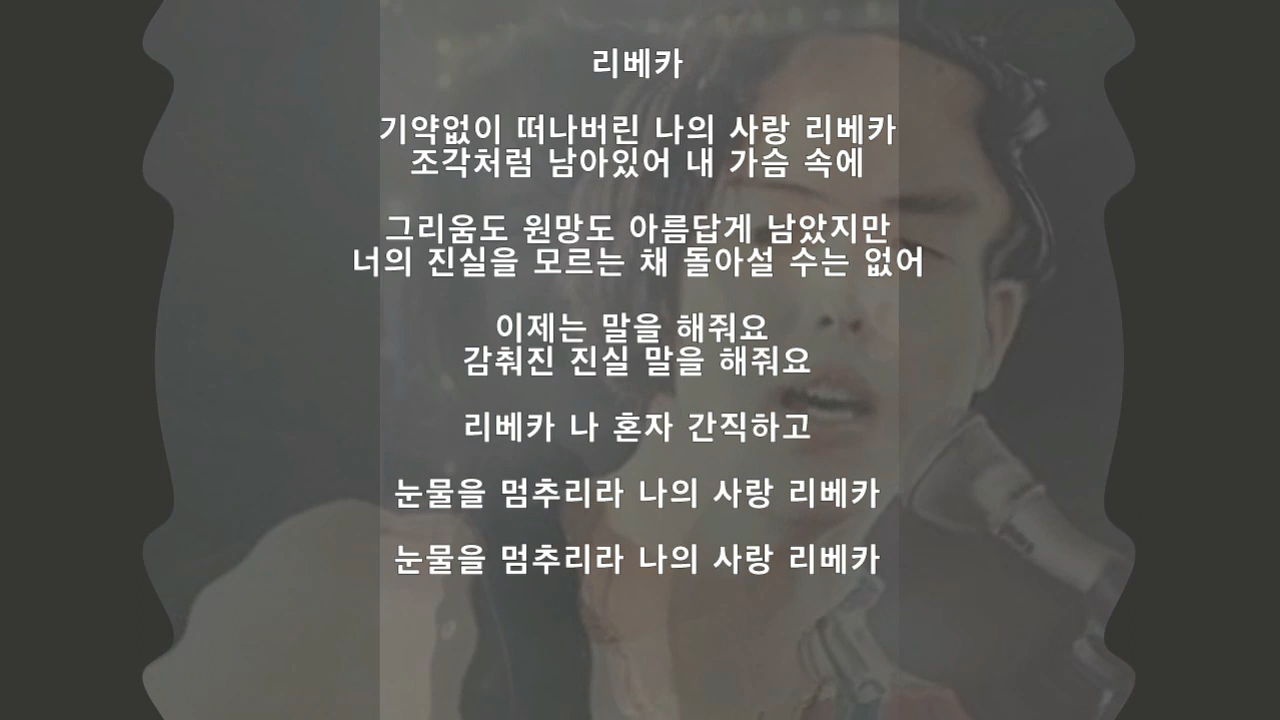 리베카
기약없이 떠나버린 나의 사랑 리베카
조각처럼 남아있어 내 가슴 속에
그리움도 원망도 아름답게 남았지만
너의 진실을 모르는 채 돌아설 수는 없어
이제는 말을 해줘요
감춰진 진실 말을 해줘요
리베카 나 혼자 간직하고
눈물을 멈추리라 나의 사랑 리베카
눈물을 멈추리라 나의 사랑 리베카